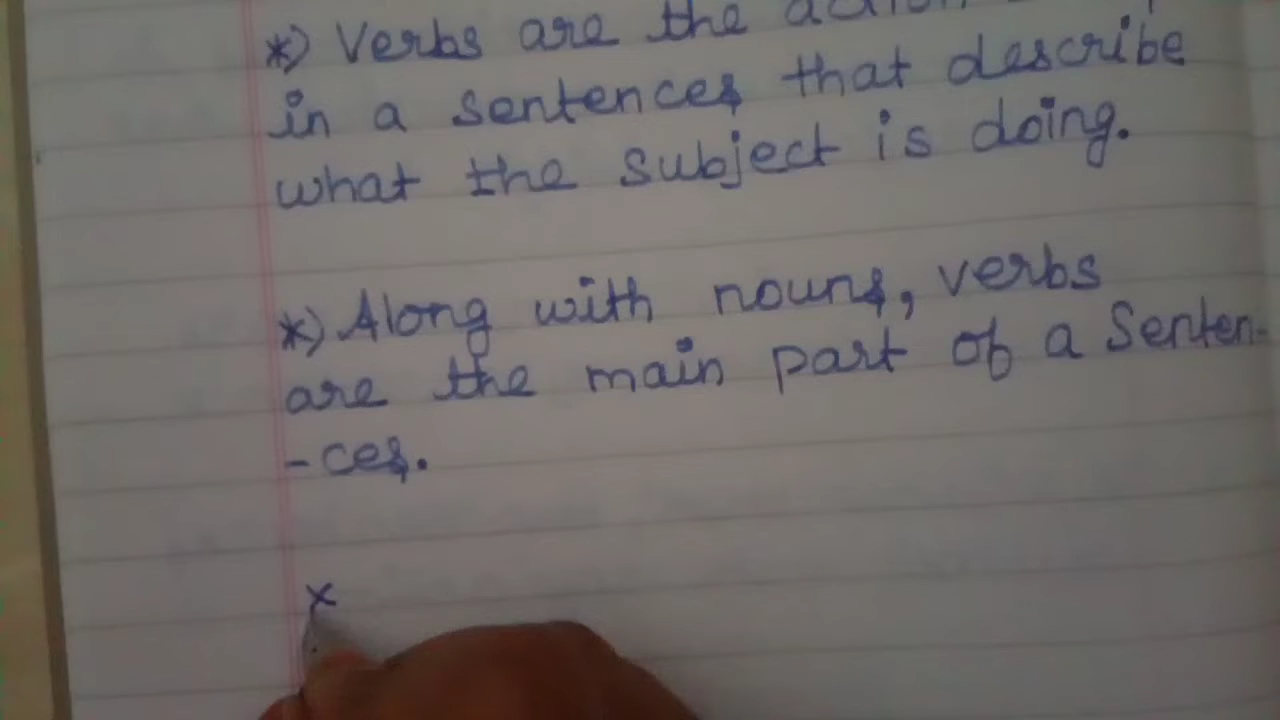 *) Verbs are the action
in a sentences that describe
what the subject is doing.
*) Along with nouns, verbs
are the main part of a Senten-
-ces.
x